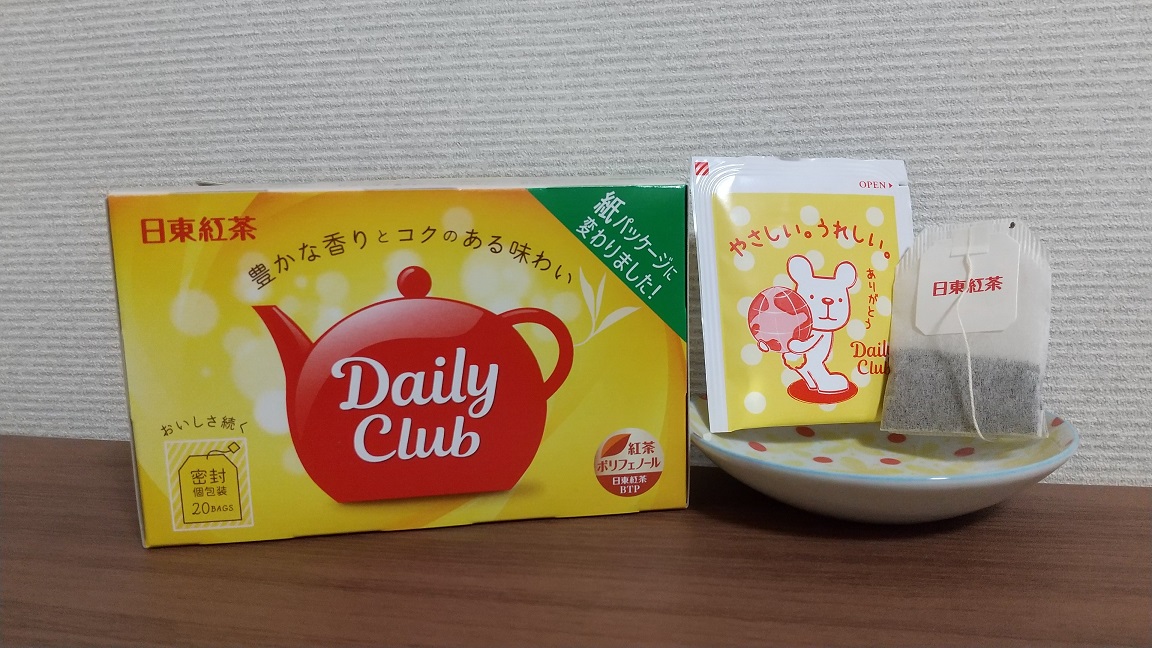 日東紅茶
豊かな香りとコクのある味わい
紙パッケージに
変わりました!
Daily
Club
おいしさ続く
密封
個包装
20BAGS
紅茶
ポリフェノール
日東紅茶
BTP
OPEN
やさしい。うれしい。
ありがとう
Daily
Club
日東紅茶